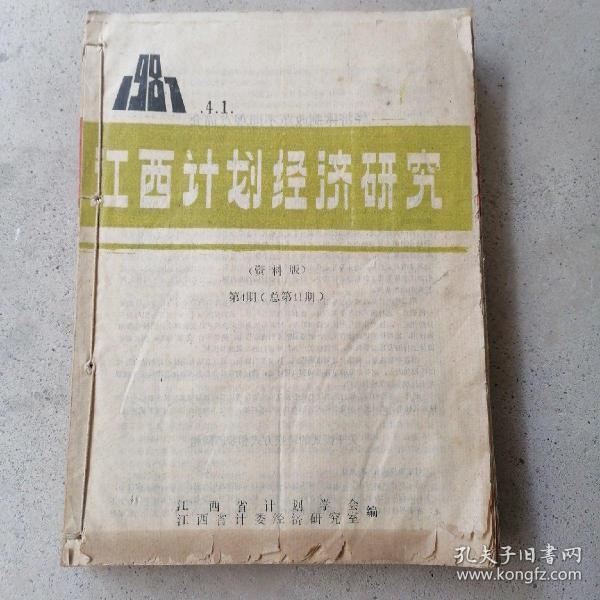 1987
.4.1.
江西计划经济研究
(资料版)
第4期(总第11期)
江西省计划学会
江西省计委经济研究室
编
孔夫子旧书网
www.kongfz.com